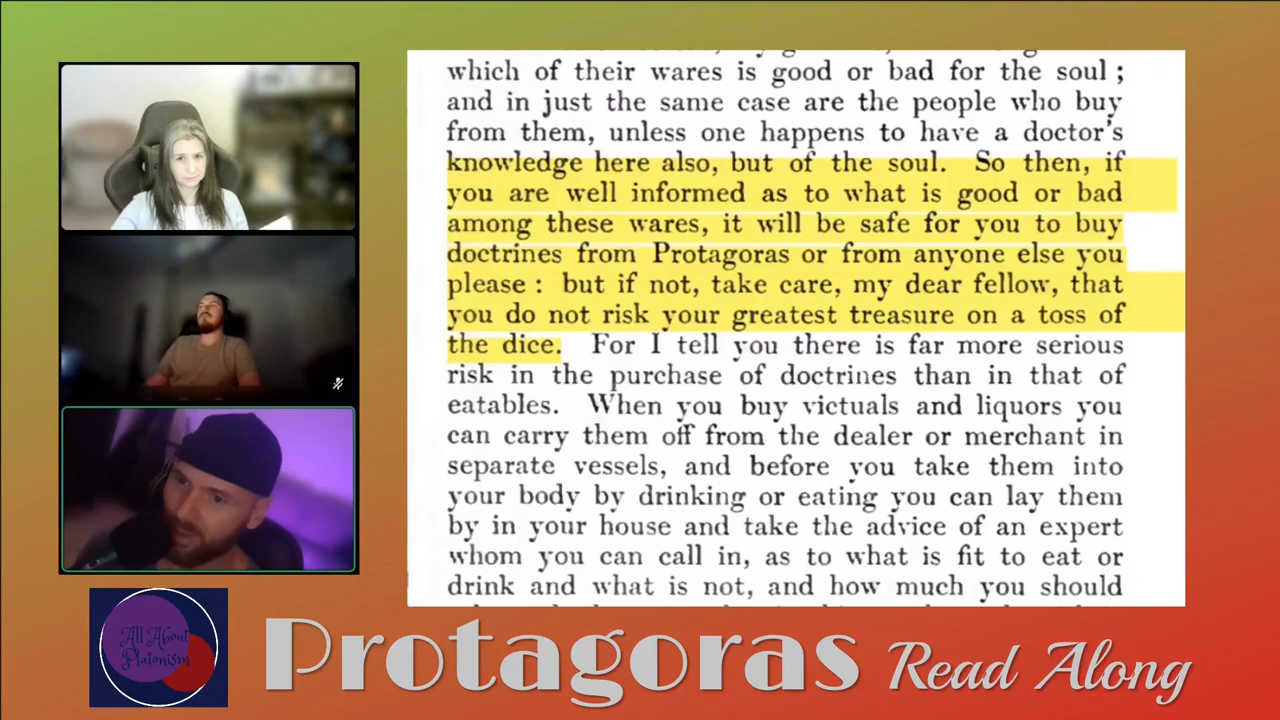 which of their wares is good or bad for the soul ;
and in just the same case are the people who buy
from them, unless one happens to have a doctor's
knowledge here also, but of the soul. So then, if
you are well informed as to what is good or bad
among these wares, it will be safe for you to buy
doctrines from Protagoras or from anyone else you
please : but if not, take care, my dear fellow, that
you do not risk your greatest treasure on a toss of
the dice. For I tell you there is far more serious
risk in the purchase of doctrines than in that of
eatables. When you buy victuals and liquors you
can carry them off from the dealer or merchant in
separate vessels, and before you take them into
your body by drinking or eating you can lay them
by in your house and take the advice of an expert
whom you can call in, as to what is fit to eat or
drink and what is not, and how much you should
All About
Platonism
Protagoras Read Along